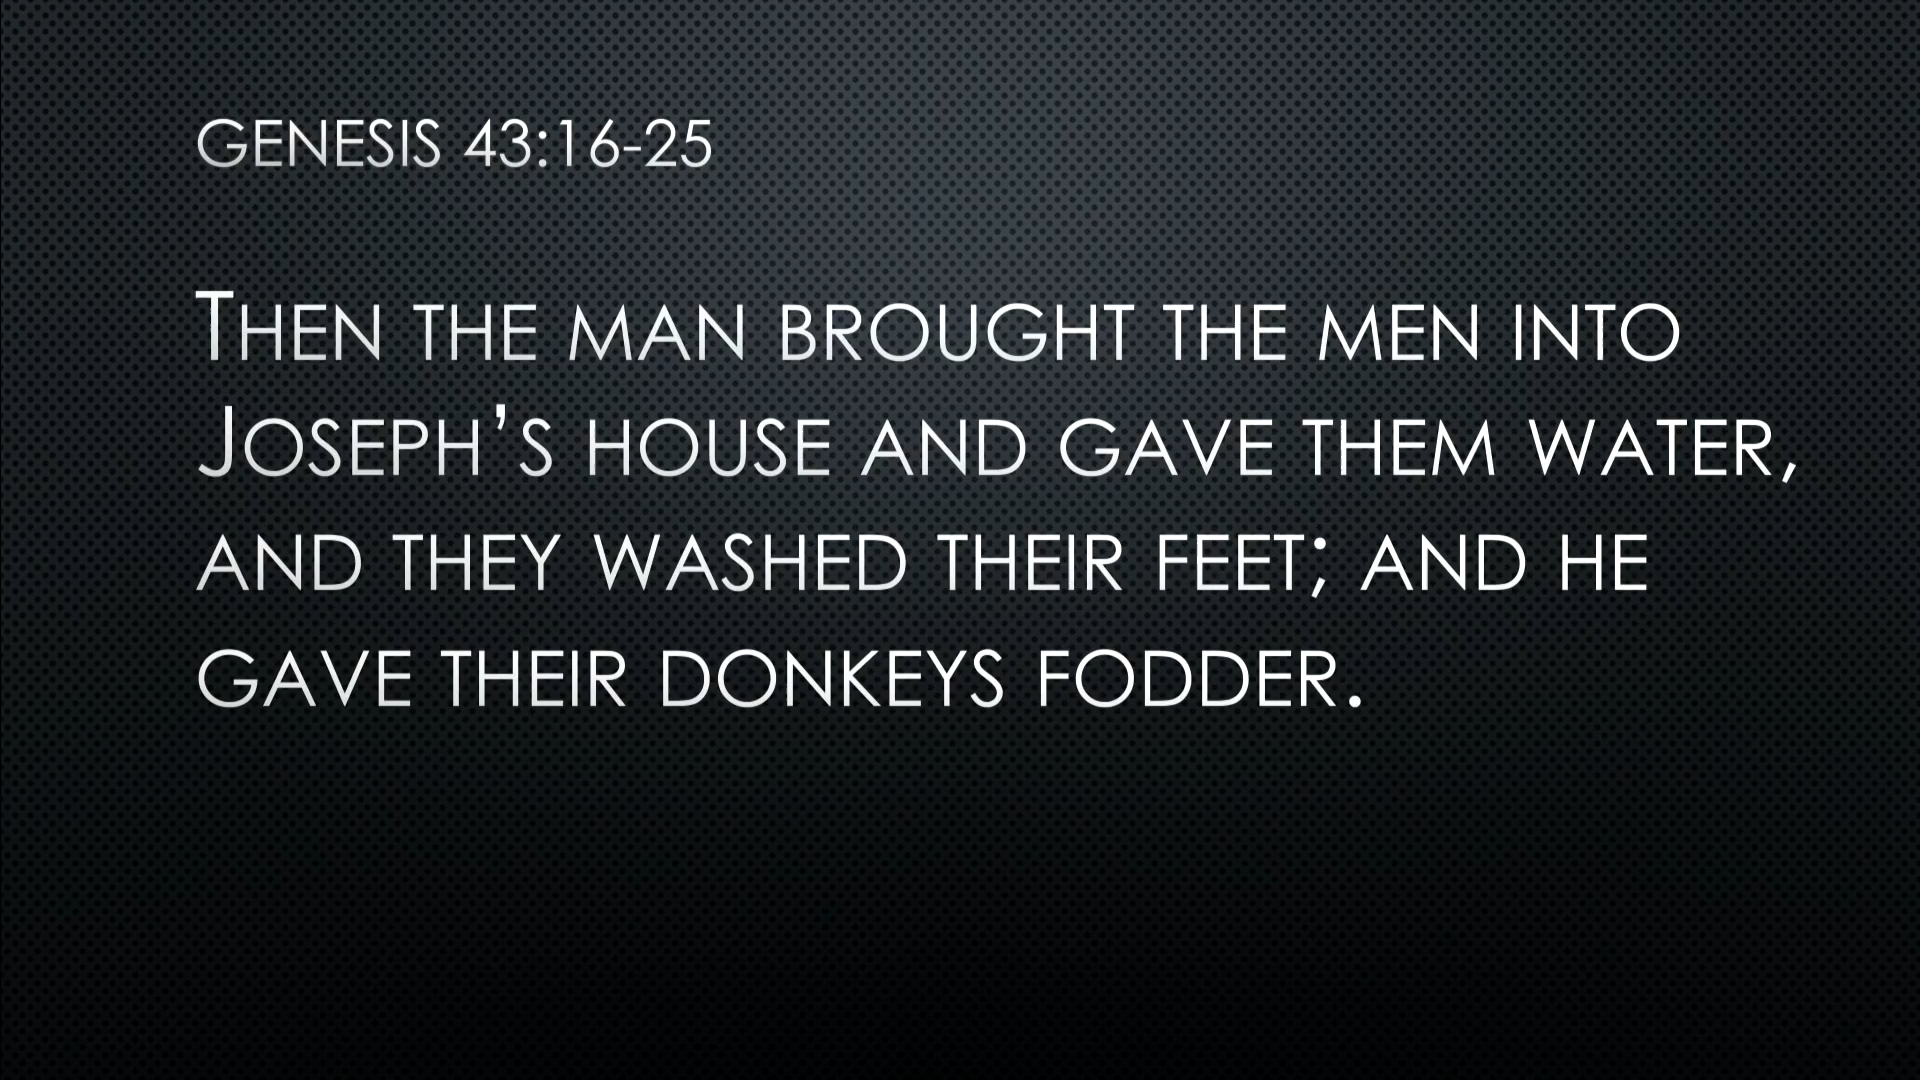 GENESIS 43:16-25
THEN THE MAN BROUGHT THE MEN INTO
JOSEPH’S HOUSE AND GAVE THEM WATER,
AND THEY WASHED THEIR FEET; AND HE
GAVE THEIR DONKEYS FODDER.